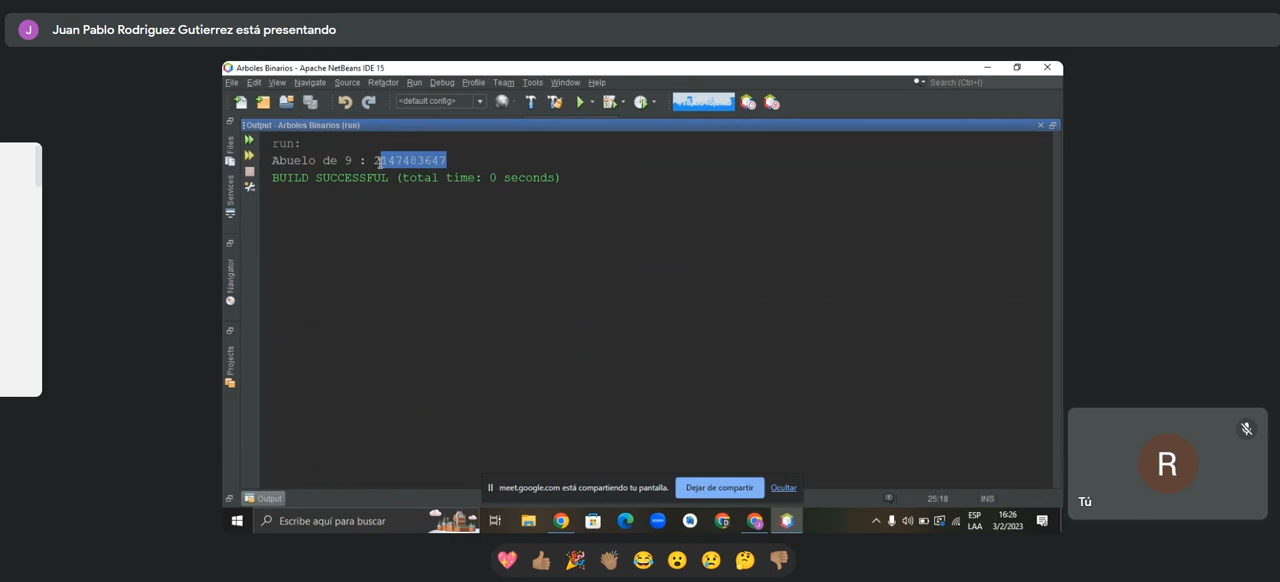 J Juan Pablo Rodriguez Gutierrez está presentando
Arboles Binarios - Apache NetBeans IDE 15
File Edit View Navigate Source Refactor Run Debug Profile Team Tools Window Help
Search (Ctrl+I)
<default config>
Output - Arboles Binarios (run)
Files
Services
Navigator
Projects
run:
Abuelo de 9 : 2147483647
BUILD SUCCESSFUL (total time: 0 seconds)
meet.google.com está compartiendo tu pantalla. Dejar de compartir Ocultar
Output
25:18 INS
Escribe aquí para buscar
zoom
ESP
LAA
16:26
3/2/2023
R
Tú